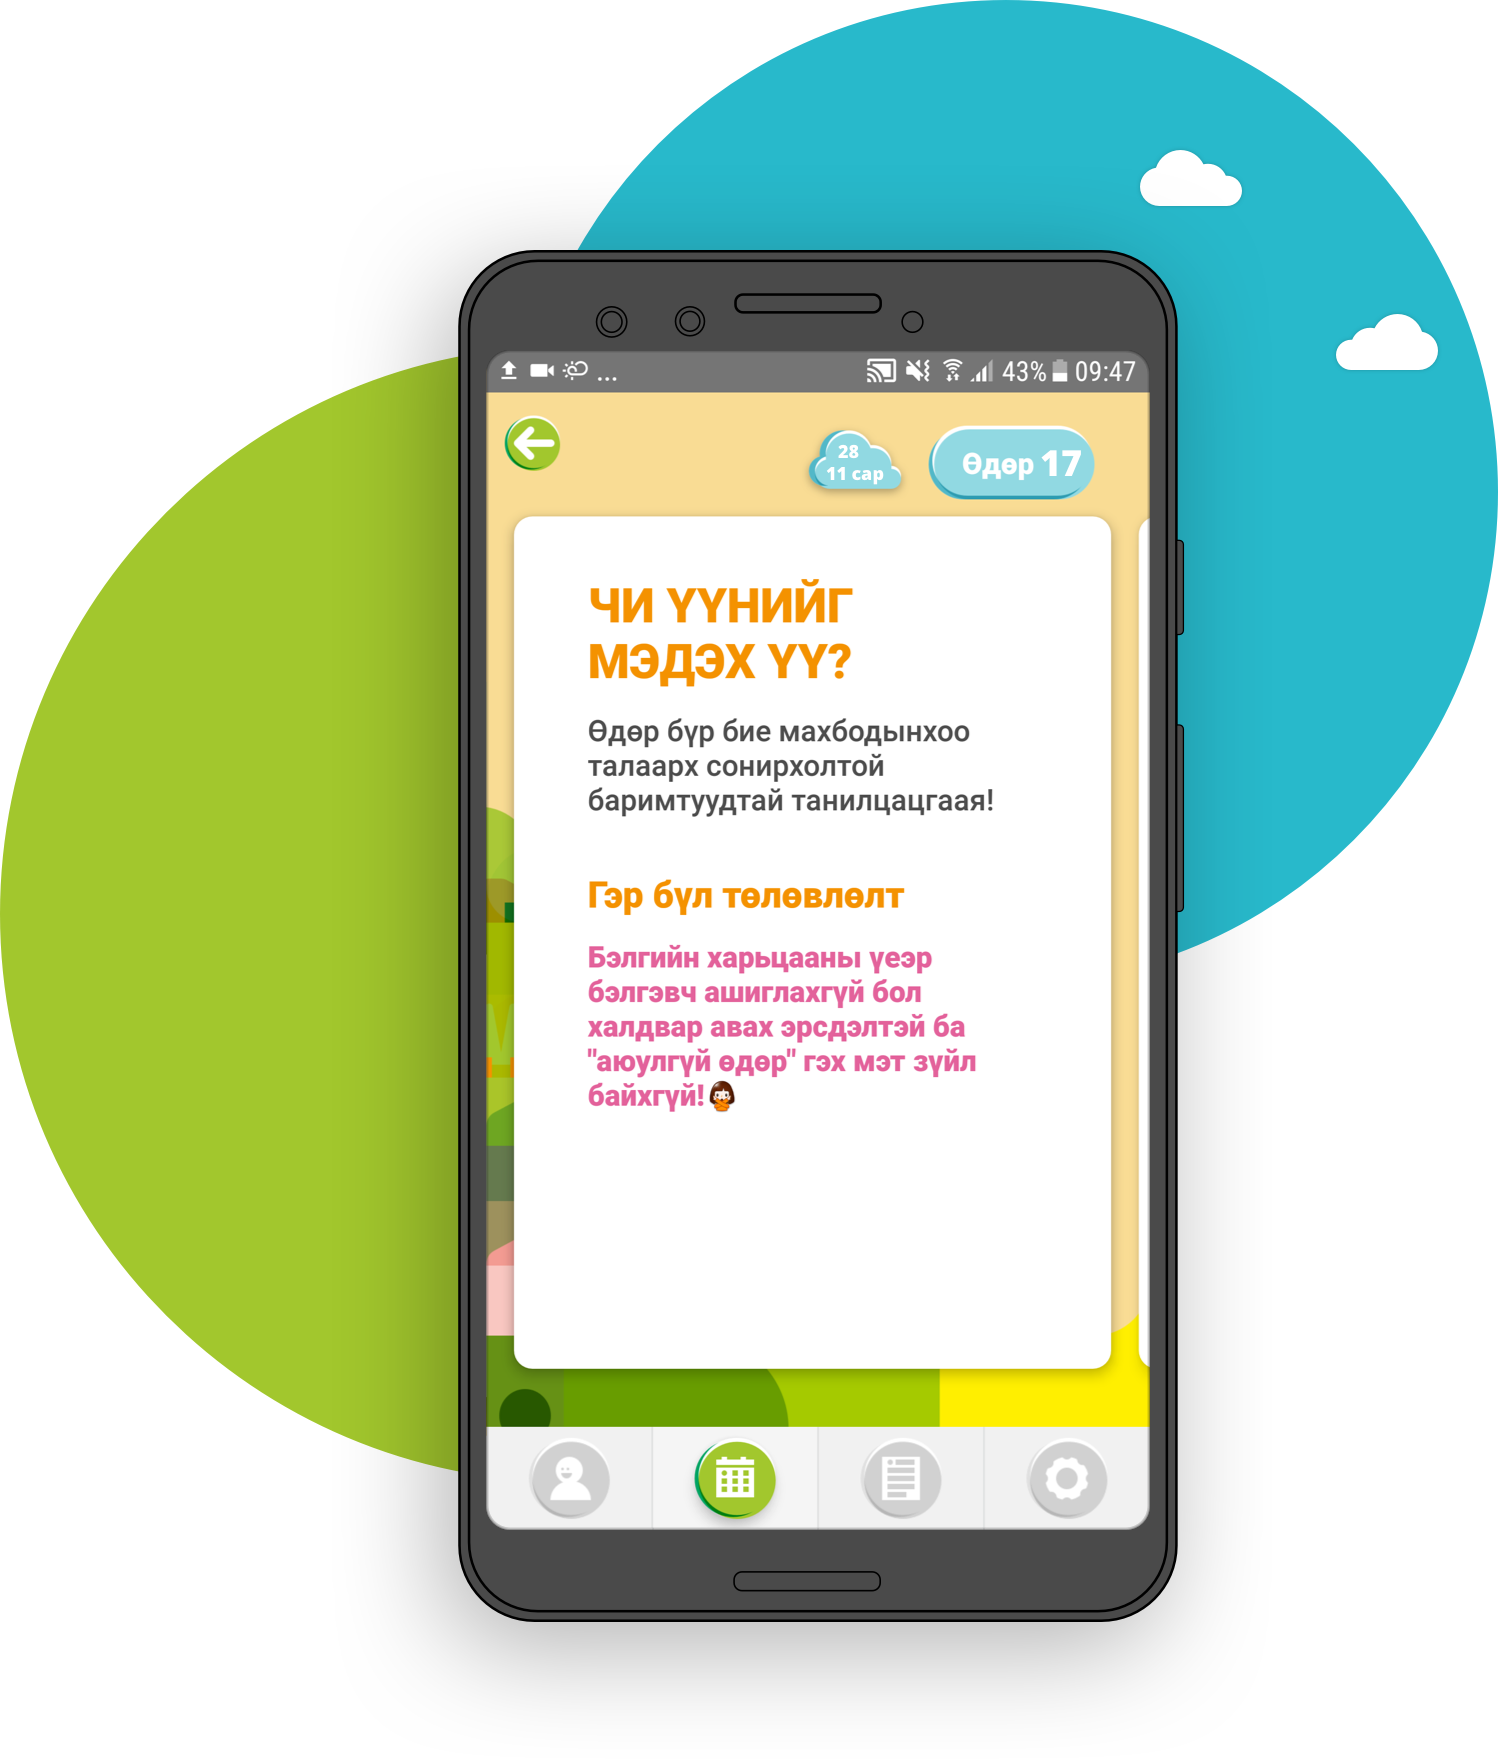 ... 43% 09:47
28
11 сар
Өдөр 17
ЧИ ҮҮНИЙГ
МЭДЭХ ҮҮ?
Өдөр бүр бие махбодынхоо
талаарх сонирхолтой
баримтуудтай танилцацгаая!
Гэр бүл төлөвлөлт
Бэлгийн харьцааны үеэр
бэлгэвч ашиглахгүй бол
халдвар авах эрсдэлтэй ба
"аюулгүй өдөр" гэх мэт зүйл
байхгүй!